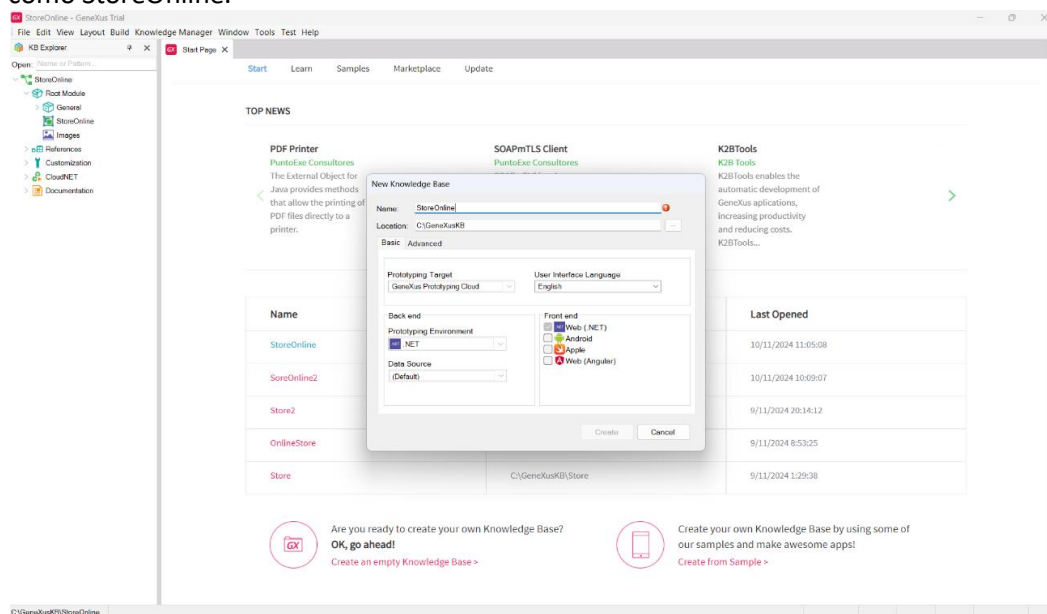 como StoreOnline.
StoreOnline - GeneXus Trial
File Edit View Layout Build Knowledge Manager Window Tools Test Help
KB Explorer
Start Page
Open: Name or Pattern
StoreOnline
Root Module
General
StoreOnline
Images
References
Customization
CloudNET
Documentation
Start Learn Samples Marketplace Update
TOP NEWS
PDF Printer
PuntoExe Consultores
The External Object for
Java provides methods
that allow the printing of
PDF files directly to a
printer.
SOAPmTLS Client
PuntoExe Consultores
K2BTools
K2B Tools
K2BTools enables the
automatic development of
GeneXus aplications,
increasing productivity
and reducing costs.
K2BTools...
New Knowledge Base
Name: StoreOnline
Location: C:\GeneXusKB
Basic Advanced
Prototyping Target
GeneXus Prototyping Cloud
User Interface Language
English
Back end
Prototyping Environment
.NET
Data Source
(Default)
Front end
Web (.NET)
Android
Apple
Web (Angular)
Create Cancel
Name Last Opened
StoreOnline 10/11/2024 11:05:08
SoreOnline2 10/11/2024 10:09:07
Store2 9/11/2024 20:14:12
OnlineStore 9/11/2024 8:53:25
Store C:\GeneXusKB\Store 9/11/2024 1:29:38
GX
Are you ready to create your own Knowledge Base?
OK, go ahead!
Create an empty Knowledge Base >
Create your own Knowledge Base by using some of
our samples and make awesome apps!
Create from Sample >
C:\GeneXusKB\StoreOnline